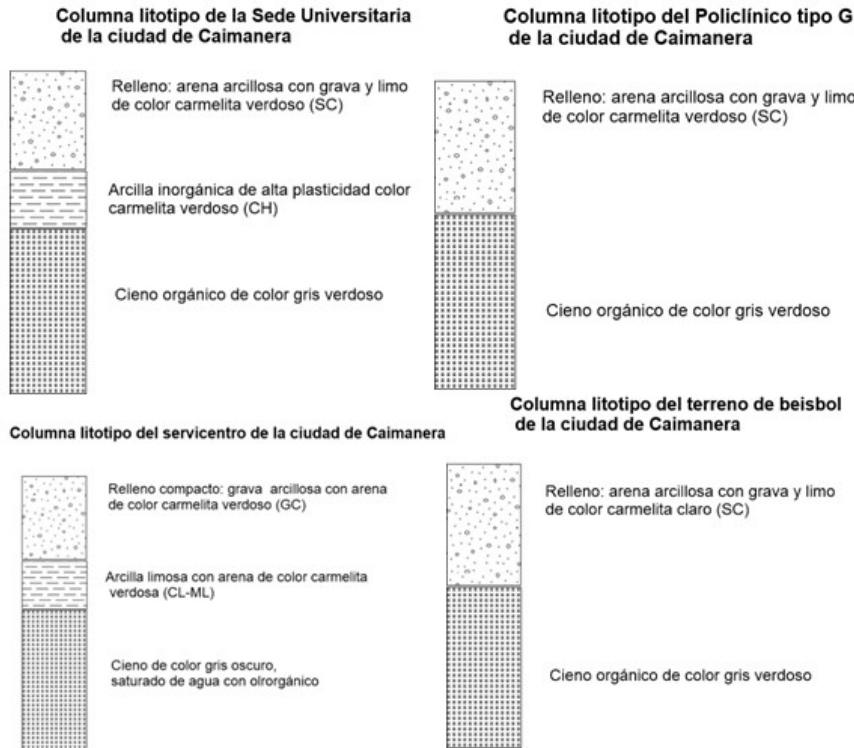 Columna litotipo de la Sede Universitaria
de la ciudad de Caimanera
Relleno: arena arcillosa con grava y limo
de color carmelita verdoso (SC)
Arcilla inorgánica de alta plasticidad color
carmelita verdoso (CH)
Cieno orgánico de color gris verdoso
Columna litotipo del Policlínico tipo G
de la ciudad de Caimanera
Relleno: arena arcillosa con grava y limo
de color carmelita verdoso (SC)
Cieno orgánico de color gris verdoso
Columna litotipo del servicentro de la ciudad de Caimanera
Relleno compacto: grava arcillosa con arena
de color carmelita verdoso (GC)
Arcilla limosa con arena de color carmelita
verdosa (CL-ML)
Cieno de color gris oscuro,
saturado de agua con olrorgánico
Columna litotipo del terreno de beisbol
de la ciudad de Caimanera
Relleno: arena arcillosa con grava y limo
de color carmelita claro (SC)
Cieno orgánico de color gris verdoso